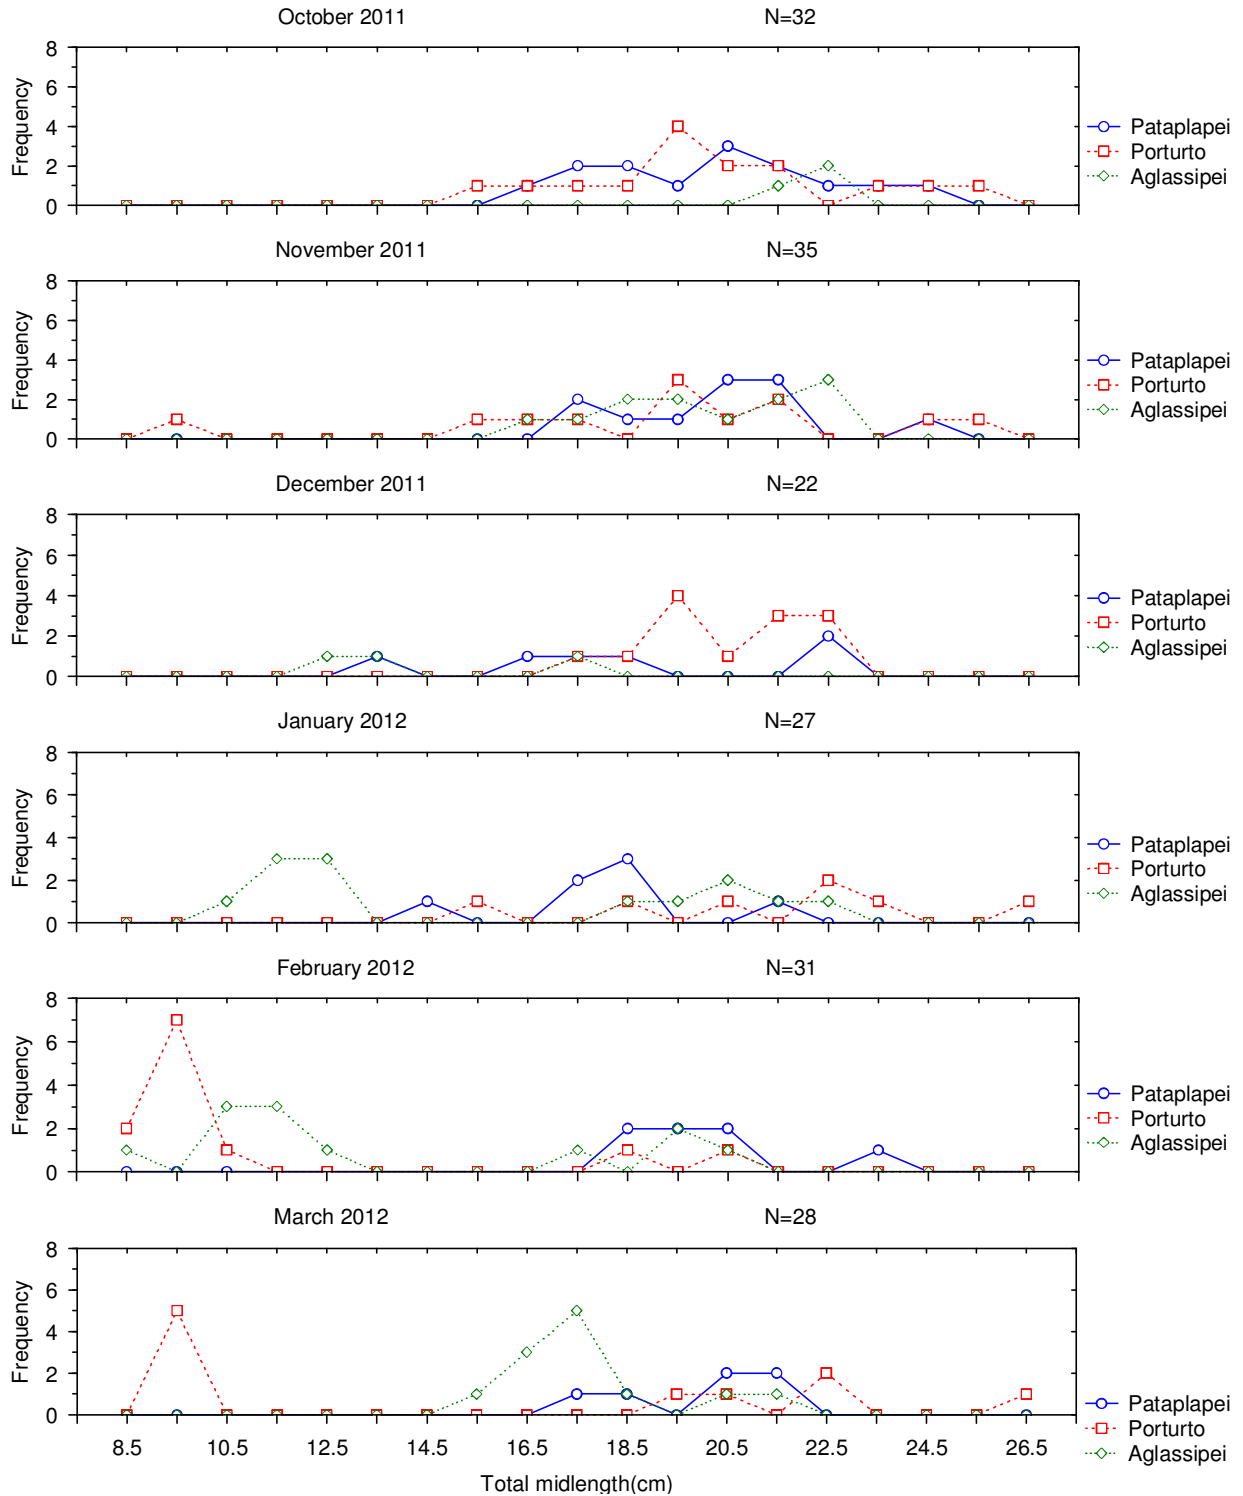 October 2011 N=32
8
6
4
2
0
Frequency
Pataplapei
Porturto
Aglassipei
November 2011 N=35
8
6
4
2
0
Frequency
Pataplapei
Porturto
Aglassipei
December 2011 N=22
8
6
4
2
0
Frequency
Pataplapei
Porturto
Aglassipei
January 2012 N=27
8
6
4
2
0
Frequency
Pataplapei
Porturto
Aglassipei
February 2012 N=31
8
6
4
2
0
Frequency
Pataplapei
Porturto
Aglassipei
March 2012 N=28
8
6
4
2
0
Frequency
Pataplapei
Porturto
Aglassipei
8.5 10.5 12.5 14.5 16.5 18.5 20.5 22.5 24.5 26.5
Total midlength(cm)